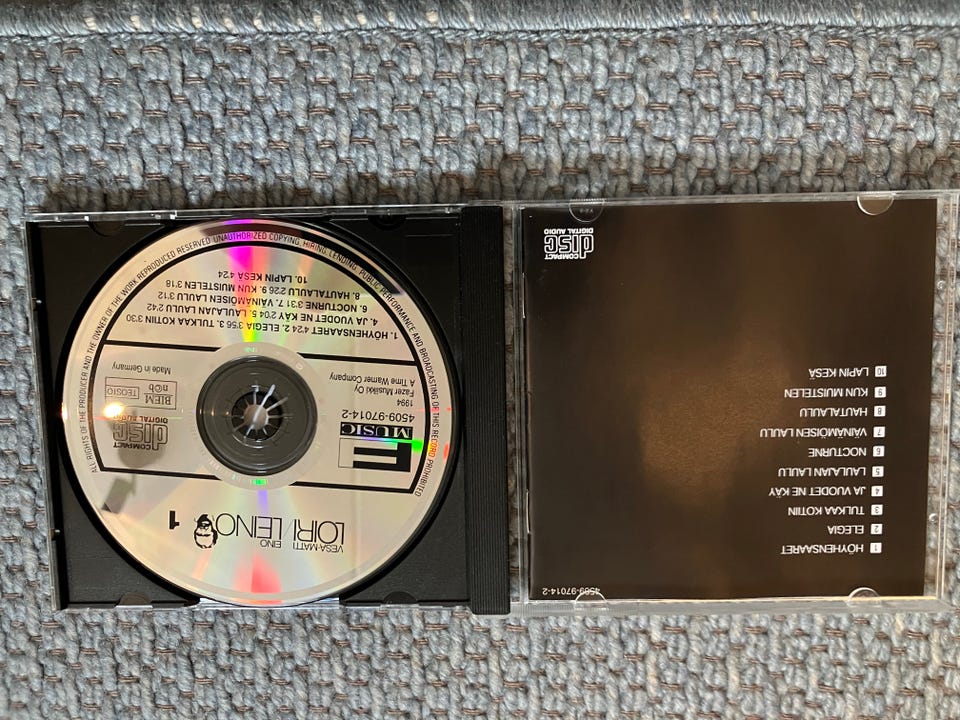 4509-97014-2
1 HÖYHENSAARET
2 ELEGIA
3 TULKAA KOTIIN
4 JA VUODET NE KÄY
5 LAULAJAN LAULU
6 NOCTURNE
7 VÄINÄMÖISEN LAULU
8 HAUTALAULU
9 KUN MUISTELEN
10 LAPIN KESÄ
COMPACT
disc
DIGITAL AUDIO
VESA-MATTI EINO
LOIRI/LEINO 1
F
MUSIC
4509-97014-2
1994
Fazer Musiikki Oy
A Time Warner Company
COMPACT
disc
DIGITAL AUDIO
BIEM
n©b
TEOSTO
Made in Germany
1. HÖYHENSAARET 4:24 2. ELEGIA 3:56 3. TULKAA KOTIIN 3:30
4. JA VUODET NE KÄY 2:04 5. LAULAJAN LAULU 2:42
6. NOCTURNE 3:31 7. VÄINÄMÖISEN LAULU 3:12
8. HAUTALAULU 2:26 9. KUN MUISTELEN 3:18
10. LAPIN KESÄ 4:24
ALL RIGHTS OF THE PRODUCER AND THE OWNER OF THE WORK REPRODUCED RESERVED UNAUTHORIZED COPYING, HIRING, LENDING, PUBLIC PERFORMANCE AND BROADCASTING OF THIS RECORD PROHIBITED